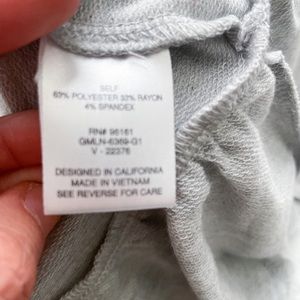 SELF
63% POLYESTER 33% RAYON
4% SPANDEX
RN# 96161
GMLN-6369-G1
V - 22376
DESIGNED IN CALIFORNIA
MADE IN VIETNAM
SEE REVERSE FOR CARE